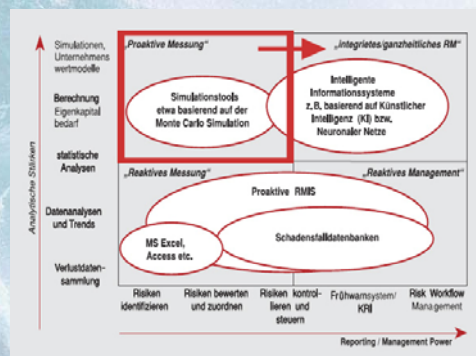 Simulationen,
Unternehmens
wertmodelle
Berechnung
Eigenkapital
bedarf
statistische
Analysen
Datenanalysen
und Trends
Verlustdaten-
sammlung
Analytische Stärken
„Proaktive Messung"
„integrietes/ganzheitliches RM"
Simulationstools
etwa basierend auf der
Monte Carlo Simulation
Intelligente
Informationssysteme
z.B. basierend auf Künstlicher
Intelligenz (KI) bzw.
Neuronaler Netze
„Reaktives Messung"
„Reaktives Management"
Proaktive RMIS
MS Excel,
Access etc.
Schadensfalldatenbanken
Risiken
identifizieren
Risiken bewerten
und zuordnen
Risiken kontrol-
lieren und
steuern
Frühwarnsystem/
KRI
Risk Workflow
Management
Reporting / Management Power